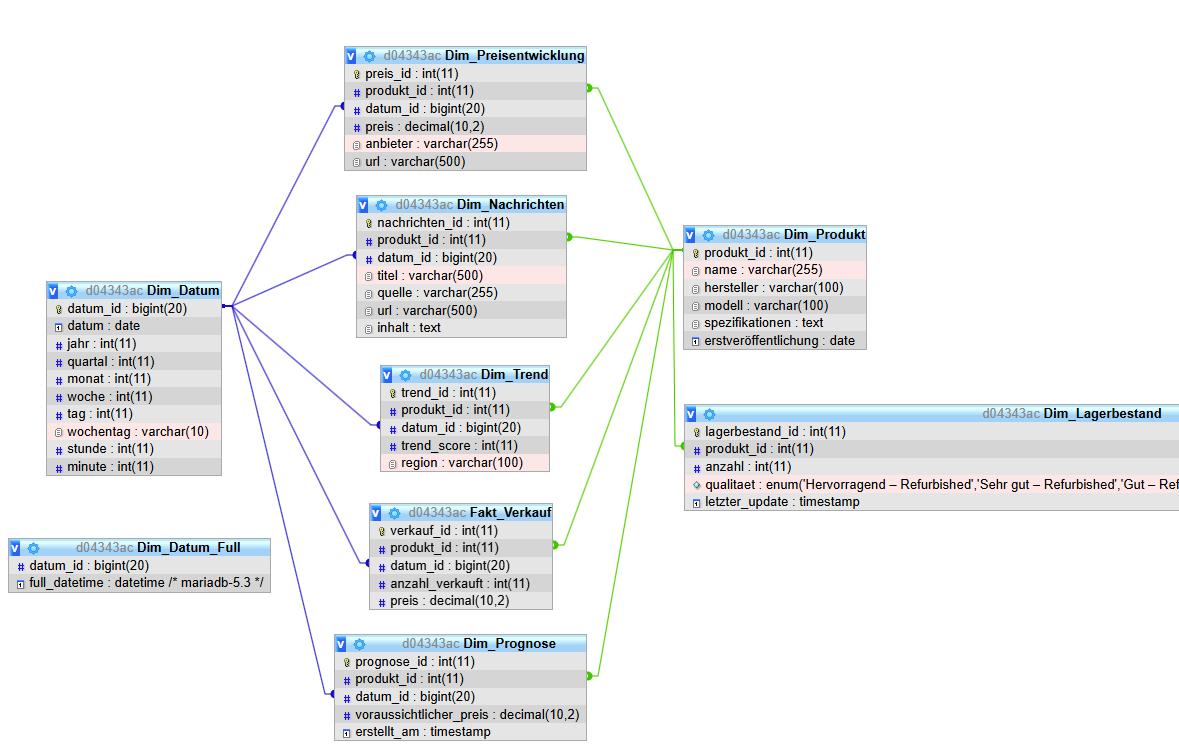 d04343ac Dim_Preisentwicklung
preis_id : int(11)
produkt_id : int(11)
datum_id : bigint(20)
preis : decimal(10,2)
anbieter : varchar(255)
url : varchar(500)
d04343ac Dim_Nachrichten
nachrichten_id : int(11)
produkt_id : int(11)
datum_id : bigint(20)
titel : varchar(500)
quelle : varchar(255)
url : varchar(500)
inhalt : text
d04343ac Dim_Produkt
produkt_id : int(11)
name : varchar(255)
hersteller : varchar(100)
modell : varchar(100)
spezifikationen : text
erstveröffentlichung : date
d04343ac Dim_Datum
datum_id : bigint(20)
datum : date
jahr : int(11)
quartal : int(11)
monat : int(11)
woche : int(11)
tag : int(11)
wochentag : varchar(10)
stunde : int(11)
minute : int(11)
d04343ac Dim_Trend
trend_id : int(11)
produkt_id : int(11)
datum_id : bigint(20)
trend_score : int(11)
region : varchar(100)
d04343ac Dim_Lagerbestand
lagerbestand_id : int(11)
produkt_id : int(11)
anzahl : int(11)
qualitaet : enum('Hervorragend – Refurbished','Sehr gut – Refurbished','Gut – Ref
letzter_update : timestamp
d04343ac Fakt_Verkauf
verkauf_id : int(11)
produkt_id : int(11)
datum_id : bigint(20)
anzahl_verkauft : int(11)
preis : decimal(10,2)
d04343ac Dim_Datum_Full
datum_id : bigint(20)
full_datetime : datetime /* mariadb-5.3 */
d04343ac Dim_Prognose
prognose_id : int(11)
produkt_id : int(11)
datum_id : bigint(20)
voraussichtlicher_preis : decimal(10,2)
erstellt_am : timestamp